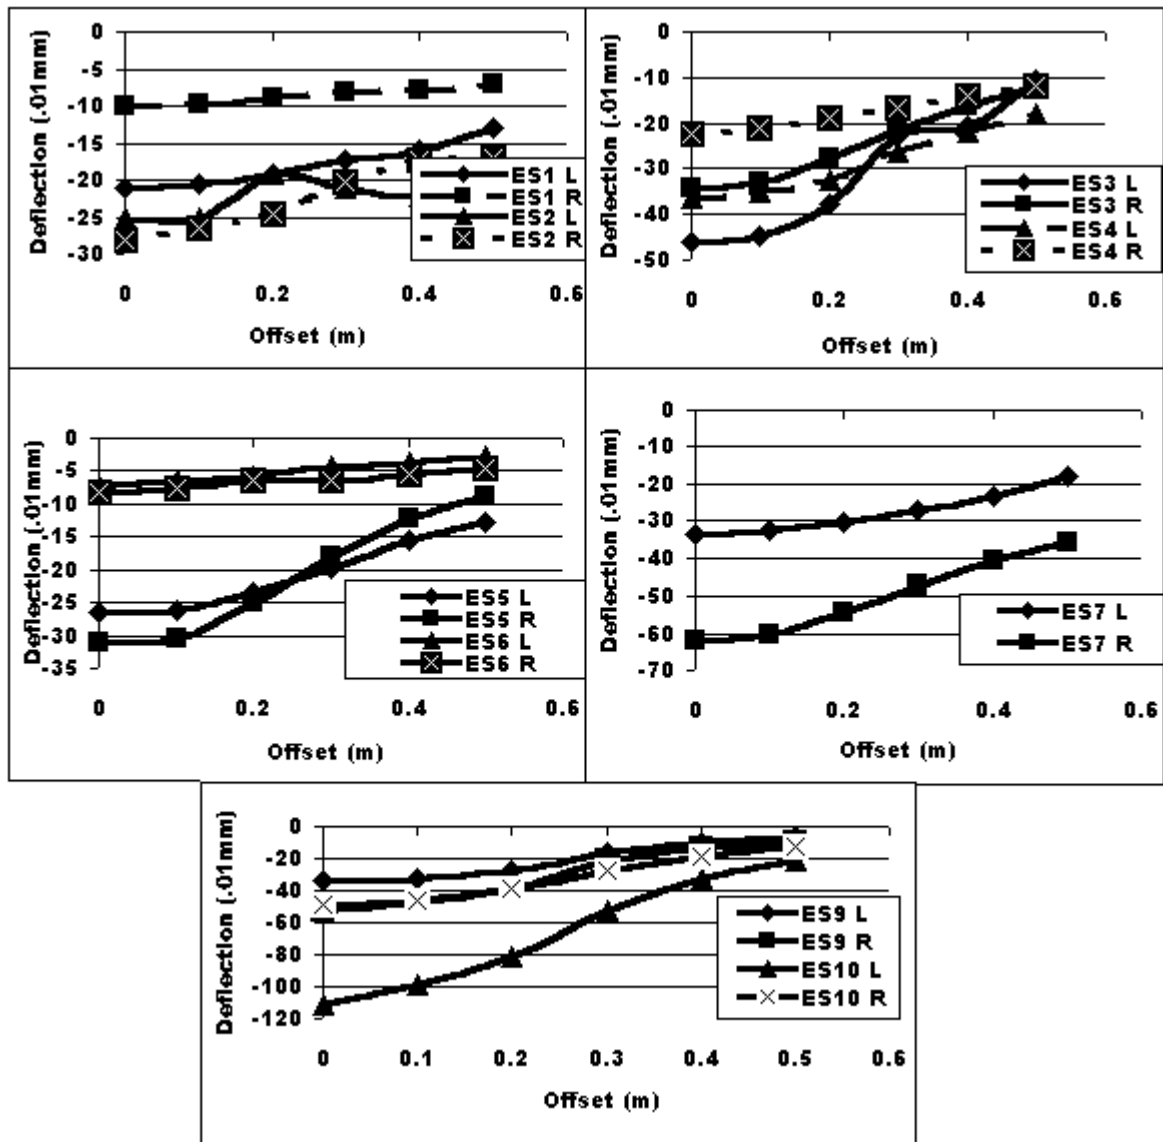 Deflection (.01mm)
0
-5
-10
-15
-20
-25
-30
0
0.2
0.4
0.6
Offset (m)
ES1 L
ES1 R
ES2 L
ES2 R
Deflection (.01mm)
0
-10
-20
-30
-40
-50
0
0.2
0.4
0.6
Offset (m)
ES3 L
ES3 R
ES4 L
ES4 R
Deflection (.01mm)
0
-5
-10
-15
-20
-25
-30
-35
0
0.2
0.4
0.6
Offset (m)
ES5 L
ES5 R
ES6 L
ES6 R
Deflection (.01mm)
0
-10
-20
-30
-40
-50
-60
-70
0
0.2
0.4
0.6
Offset (m)
ES7 L
ES7 R
Deflection (.01mm)
0
-20
-40
-60
-80
-100
-120
0
0.1
0.2
0.3
0.4
0.5
0.6
Offset (m)
ES9 L
ES9 R
ES10 L
ES10 R